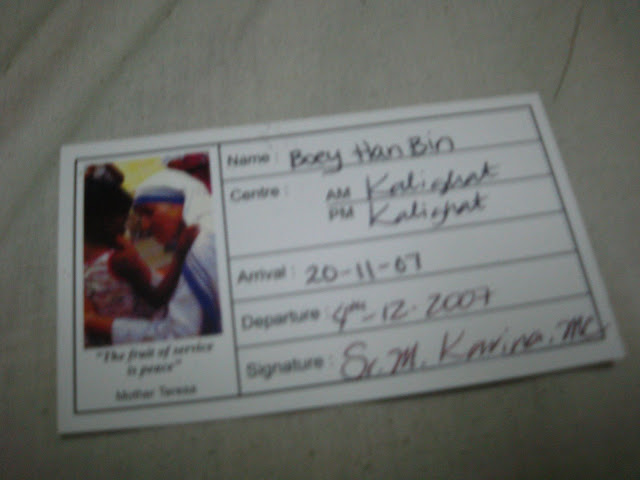 Name : Boey Han Bin
Centre : AM Kalighat
PM Kalighat
Arrival : 20-11-07
Departure : 4th-12-2007
Signature : Sr. M. Karina. MC
"The fruit of service
is peace"
Mother Teresa